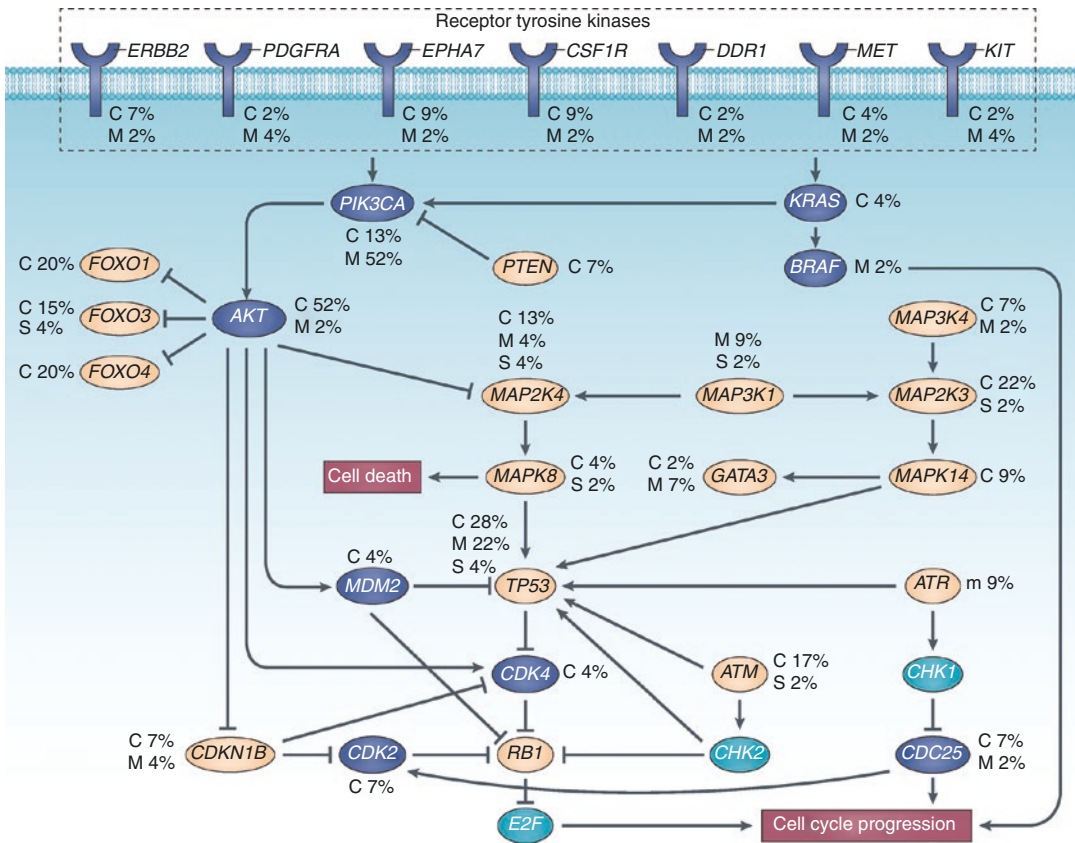 Receptor tyrosine kinases
ERBB2
PDGFRA
EPHA7
CSF1R
DDR1
MET
KIT
C 7%
M 2%
C 2%
M 4%
C 9%
M 2%
C 9%
M 2%
C 2%
M 2%
C 4%
M 2%
C 2%
M 4%
PIK3CA
C 13%
M 52%
KRAS
C 4%
PTEN
C 7%
BRAF
M 2%
C 20%
FOXO1
C 15%
S 4%
FOXO3
C 20%
FOXO4
AKT
C 52%
M 2%
C 13%
M 4%
S 4%
MAP2K4
M 9%
S 2%
MAP3K1
MAP3K4
C 7%
M 2%
MAP2K3
C 22%
S 2%
Cell death
MAPK8
C 4%
S 2%
C 2%
M 7%
GATA3
MAPK14
C 9%
C 28%
M 22%
S 4%
C 4%
MDM2
TP53
ATR
m 9%
CDK4
C 4%
ATM
C 17%
S 2%
CHK1
C 7%
M 4%
CDKN1B
CDK2
C 7%
RB1
CHK2
CDC25
C 7%
M 2%
E2F
Cell cycle progression